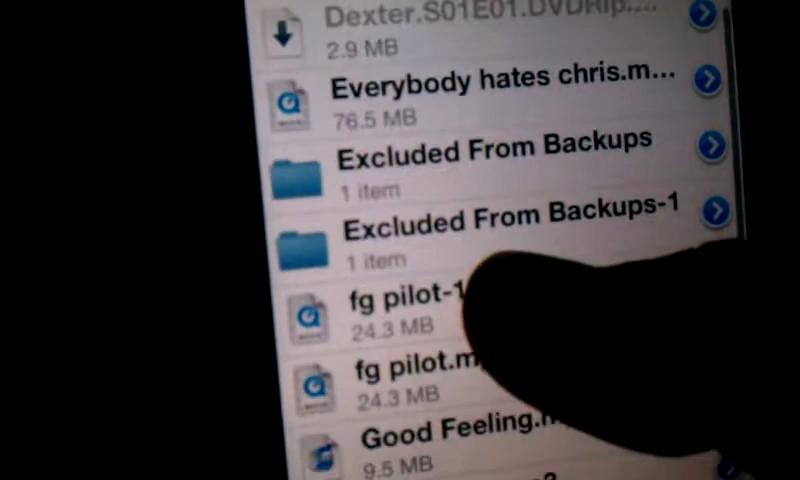 Dexter.S01E01.DVDRip....
2.9 MB
Everybody hates chris.m...
76.5 MB
Excluded From Backups
1 item
Excluded From Backups-1
1 item
fg pilot-1
24.3 MB
fg pilot.m
24.3 MB
Good Feeling.m
9.5 MB